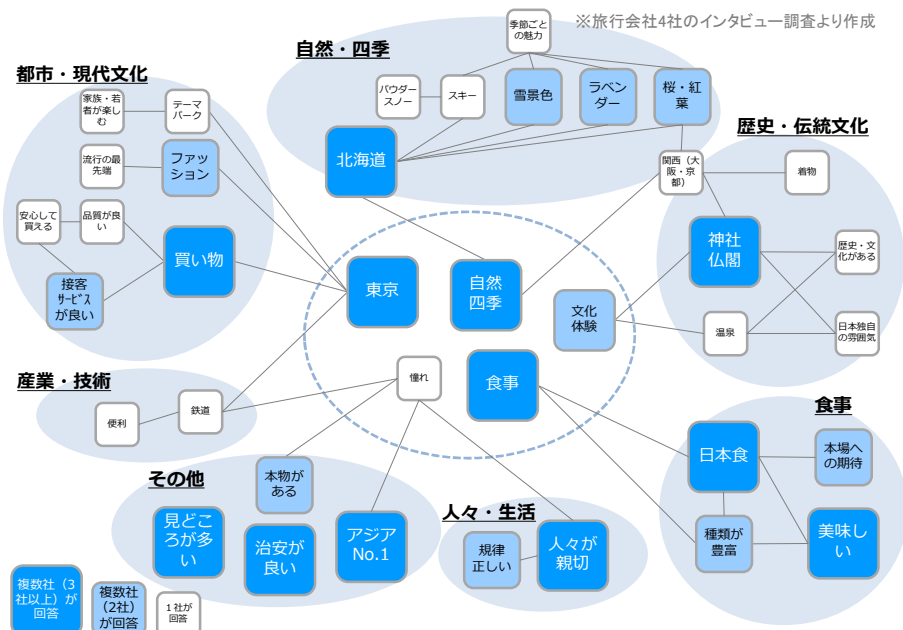 ※旅行会社4社のインタビュー調査より作成
季節ごと
の魅力
自然・四季
都市・現代文化
パウダー
スノー
スキー
雪景色
ラベン
ダー
桜・紅
葉
家族・若
者が楽し
む
テーマ
パーク
歴史・伝統文化
流行の最
先端
ファッ
ション
北海道
関西（大
阪・京
都）
着物
安心して
買える
品質が良
い
買い物
神社
仏閣
歴史・文
化がある
接客
サービス
が良い
東京
自然
四季
文化
体験
温泉
日本独自
の雰囲気
産業・技術
憧れ
食事
便利
鉄道
食事
日本食
本場へ
の期待
その他
本物が
ある
人々・生活
見どこ
ろが多
い
治安が
良い
アジア
No.1
規律
正しい
人々が
親切
種類が
豊富
美味し
い
複数社（3
社以上）が
回答
複数社
（2社）
が回答
１社が
回答